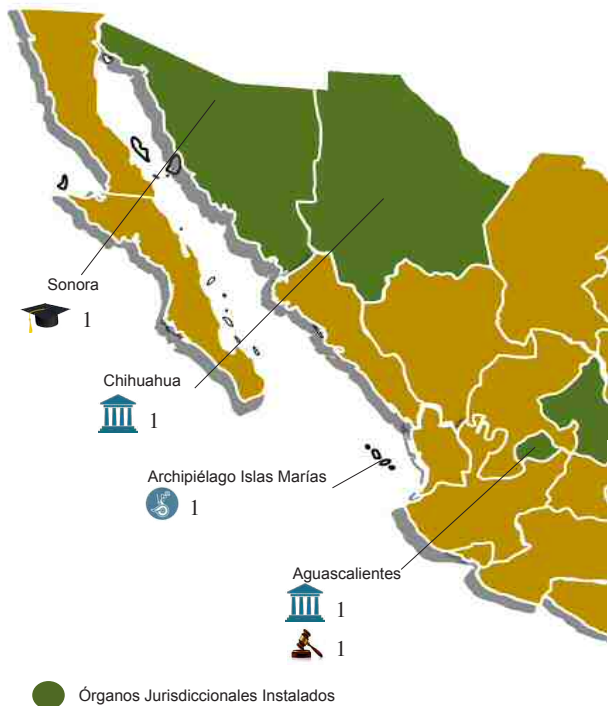 Sonora
1
Chihuahua
1
Archipiélago Islas Marías
1
Aguascalientes
1
1
Órganos Jurisdiccionales Instalados